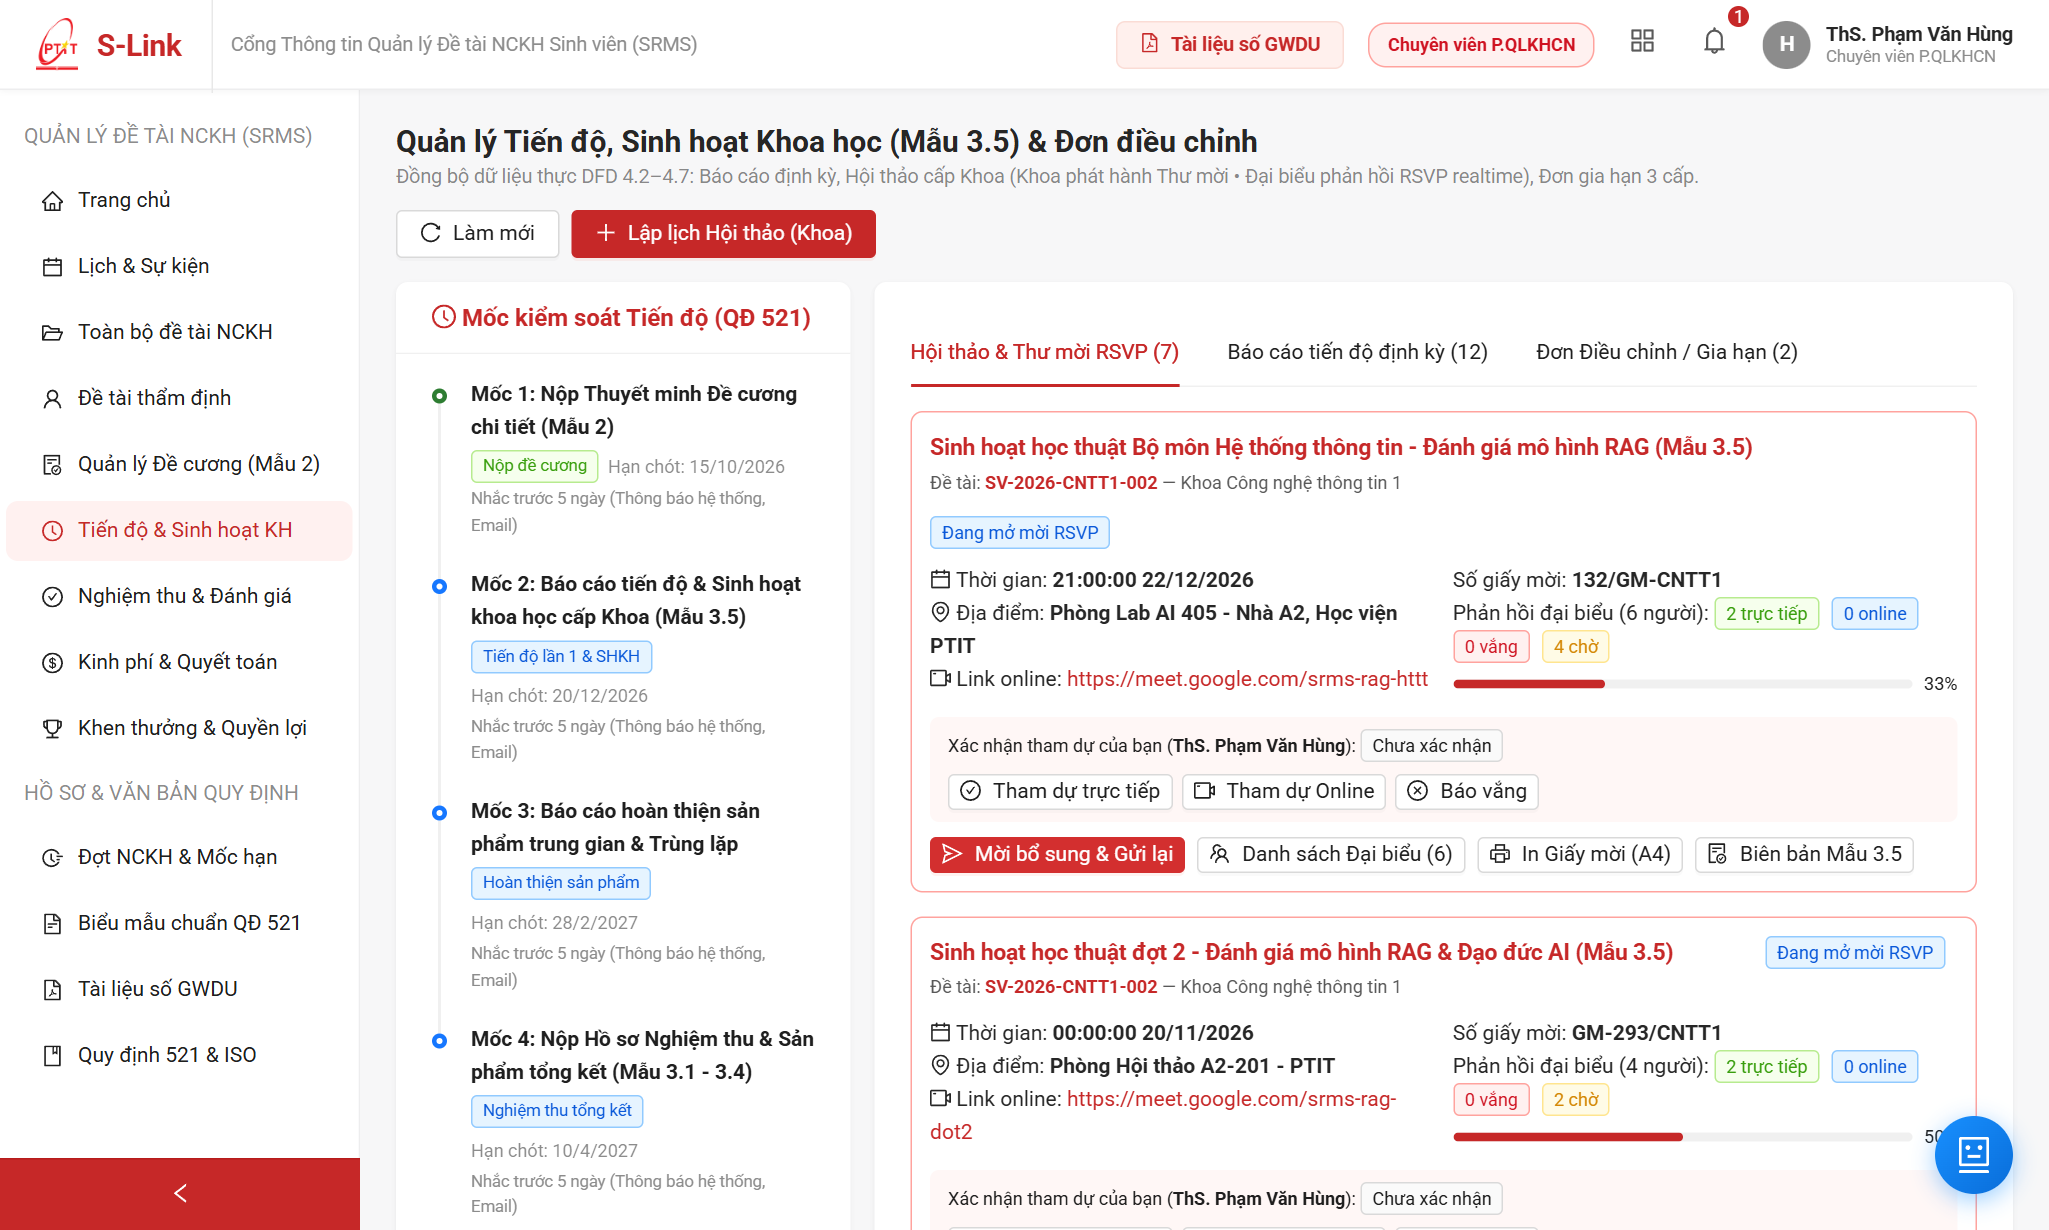 PTIT
S-Link
Cổng Thông tin Quản lý Đề tài NCKH Sinh viên (SRMS)
Tài liệu số GWDU
Chuyên viên P.QLKHCN
1
H
ThS. Phạm Văn Hùng
Chuyên viên P.QLKHCN
QUẢN LÝ ĐỀ TÀI NCKH (SRMS)
Trang chủ
Lịch & Sự kiện
Toàn bộ đề tài NCKH
Đề tài thẩm định
Quản lý Đề cương (Mẫu 2)
Tiến độ & Sinh hoạt KH
Nghiệm thu & Đánh giá
Kinh phí & Quyết toán
Khen thưởng & Quyền lợi
HỒ SƠ & VĂN BẢN QUY ĐỊNH
Đợt NCKH & Mốc hạn
Biểu mẫu chuẩn QĐ 521
Tài liệu số GWDU
Quy định 521 & ISO
Quản lý Tiến độ, Sinh hoạt Khoa học (Mẫu 3.5) & Đơn điều chỉnh
Đồng bộ dữ liệu thực DFD 4.2–4.7: Báo cáo định kỳ, Hội thảo cấp Khoa (Khoa phát hành Thư mời • Đại biểu phản hồi RSVP realtime), Đơn gia hạn 3 cấp.
Làm mới
Lập lịch Hội thảo (Khoa)
Mốc kiểm soát Tiến độ (QĐ 521)
Mốc 1: Nộp Thuyết minh Đề cương
chi tiết (Mẫu 2)
Nộp đề cương Hạn chót: 15/10/2026
Nhắc trước 5 ngày (Thông báo hệ thống,
Email)
Mốc 2: Báo cáo tiến độ & Sinh hoạt
khoa học cấp Khoa (Mẫu 3.5)
Tiến độ lần 1 & SHKH
Hạn chót: 20/12/2026
Nhắc trước 5 ngày (Thông báo hệ thống,
Email)
Mốc 3: Báo cáo hoàn thiện sản
phẩm trung gian & Trùng lặp
Hoàn thiện sản phẩm
Hạn chót: 28/2/2027
Nhắc trước 5 ngày (Thông báo hệ thống,
Email)
Mốc 4: Nộp Hồ sơ Nghiệm thu & Sản
phẩm tổng kết (Mẫu 3.1 - 3.4)
Nghiệm thu tổng kết
Hạn chót: 10/4/2027
Nhắc trước 5 ngày (Thông báo hệ thống,
Email)
Hội thảo & Thư mời RSVP (7)
Báo cáo tiến độ định kỳ (12)
Đơn Điều chỉnh / Gia hạn (2)
Sinh hoạt học thuật Bộ môn Hệ thống thông tin - Đánh giá mô hình RAG (Mẫu 3.5)
Đề tài: SV-2026-CNTT1-002 — Khoa Công nghệ thông tin 1
Đang mở mời RSVP
Thời gian: 21:00:00 22/12/2026
Địa điểm: Phòng Lab AI 405 - Nhà A2, Học viện
PTIT
Link online: https://meet.google.com/srms-rag-httt
Số giấy mời: 132/GM-CNTT1
Phản hồi đại biểu (6 người): 2 trực tiếp 0 online
0 vắng 4 chờ
33%
Xác nhận tham dự của bạn (ThS. Phạm Văn Hùng): Chưa xác nhận
Tham dự trực tiếp
Tham dự Online
Báo vắng
Mời bổ sung & Gửi lại
Danh sách Đại biểu (6)
In Giấy mời (A4)
Biên bản Mẫu 3.5
Sinh hoạt học thuật đợt 2 - Đánh giá mô hình RAG & Đạo đức AI (Mẫu 3.5)
Đang mở mời RSVP
Đề tài: SV-2026-CNTT1-002 — Khoa Công nghệ thông tin 1
Thời gian: 00:00:00 20/11/2026
Địa điểm: Phòng Hội thảo A2-201 - PTIT
Link online: https://meet.google.com/srms-rag-
dot2
Số giấy mời: GM-293/CNTT1
Phản hồi đại biểu (4 người): 2 trực tiếp 0 online
0 vắng 2 chờ
Xác nhận tham dự của bạn (ThS. Phạm Văn Hùng): Chưa xác nhận